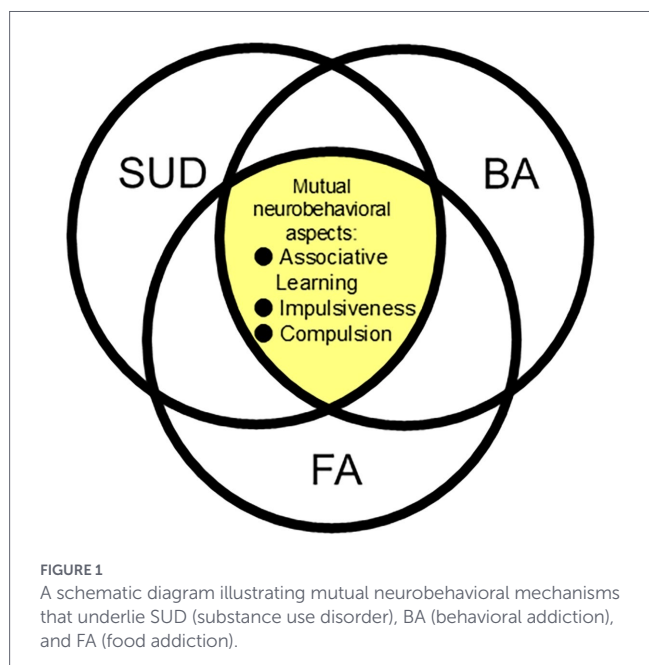 SUD
BA
Mutual
neurobehavioral
aspects:
● Associative
Learning
● Impulsiveness
● Compulsion
FA
FIGURE 1
A schematic diagram illustrating mutual neurobehavioral mechanisms
that underlie SUD (substance use disorder), BA (behavioral addiction),
and FA (food addiction).